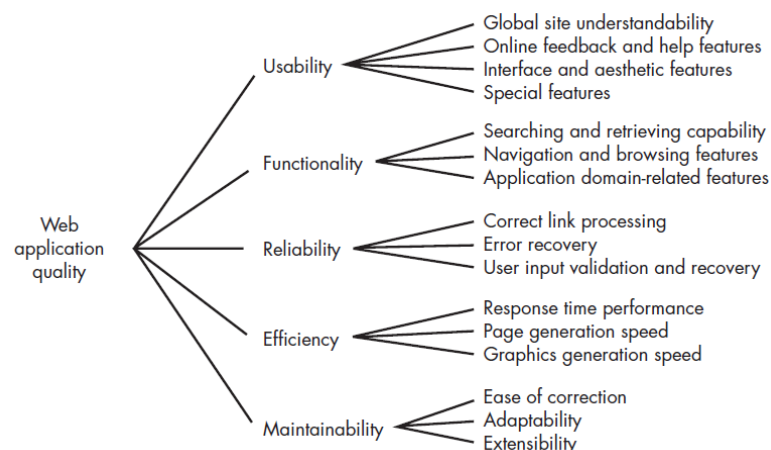 Web
application
quality
Usability
Global site understandability
Online feedback and help features
Interface and aesthetic features
Special features
Functionality
Searching and retrieving capability
Navigation and browsing features
Application domain-related features
Reliability
Correct link processing
Error recovery
User input validation and recovery
Efficiency
Response time performance
Page generation speed
Graphics generation speed
Maintainability
Ease of correction
Adaptability
Extensibility